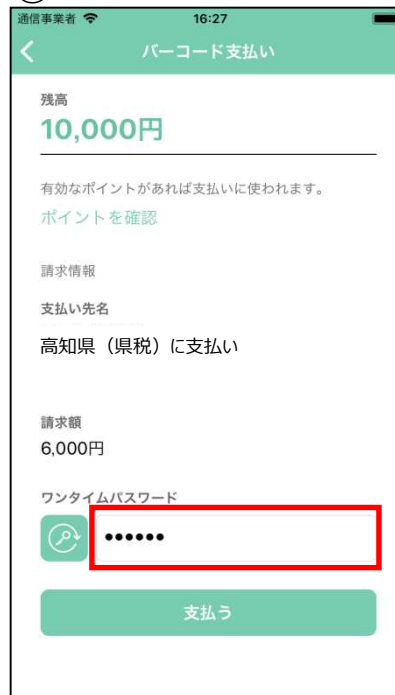 通信事業者 16:27
バーコード支払い
残高
10,000円
有効なポイントがあれば支払いに使われます。
ポイントを確認
請求情報
支払い先名
高知県（県税）に支払い
請求額
6,000円
ワンタイムパスワード
••••••
支払う